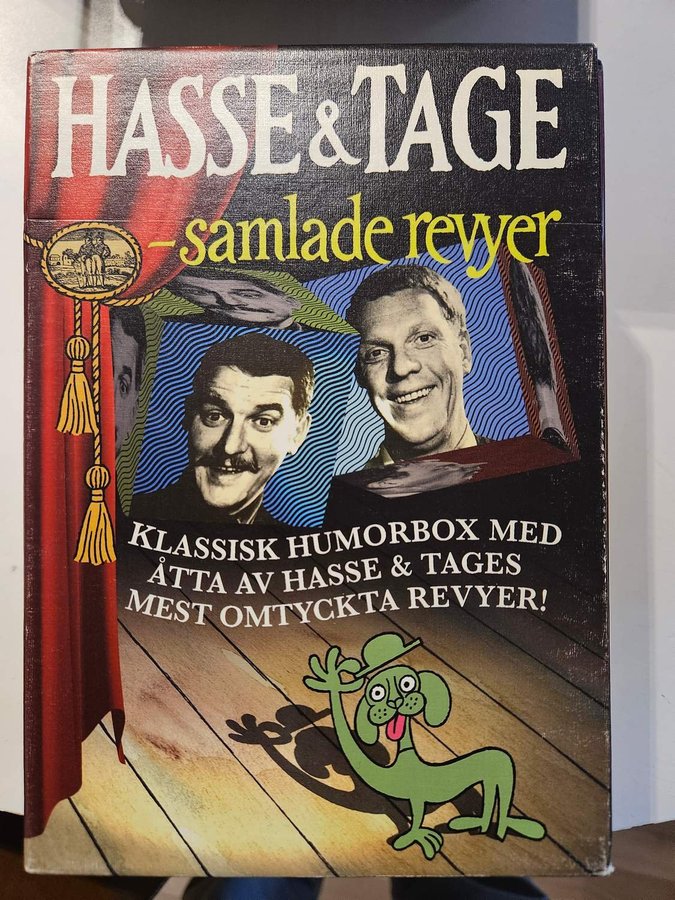 HASSE & TAGE
– samlade revyer
KLASSISK HUMORBOX MED
ÅTTA AV HASSE & TAGES
MEST OMTYCKTA REVYER!